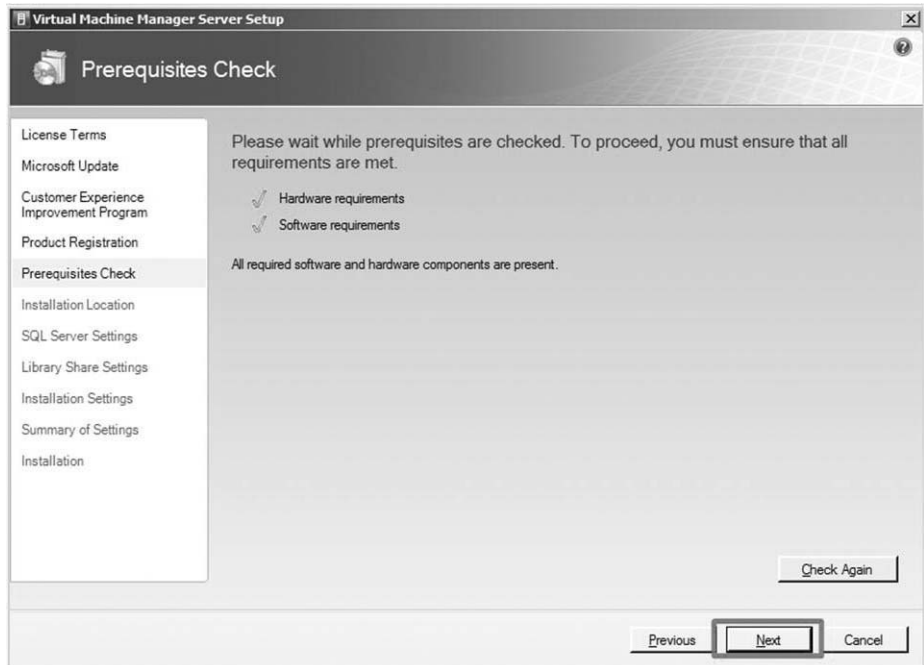 Virtual Machine Manager Server Setup
Prerequisites Check
License Terms
Microsoft Update
Customer Experience
Improvement Program
Product Registration
Prerequisites Check
Installation Location
SQL Server Settings
Library Share Settings
Installation Settings
Summary of Settings
Installation
Please wait while prerequisites are checked. To proceed, you must ensure that all
requirements are met.
Hardware requirements
Software requirements
All required software and hardware components are present.
Check Again
Previous
Next
Cancel